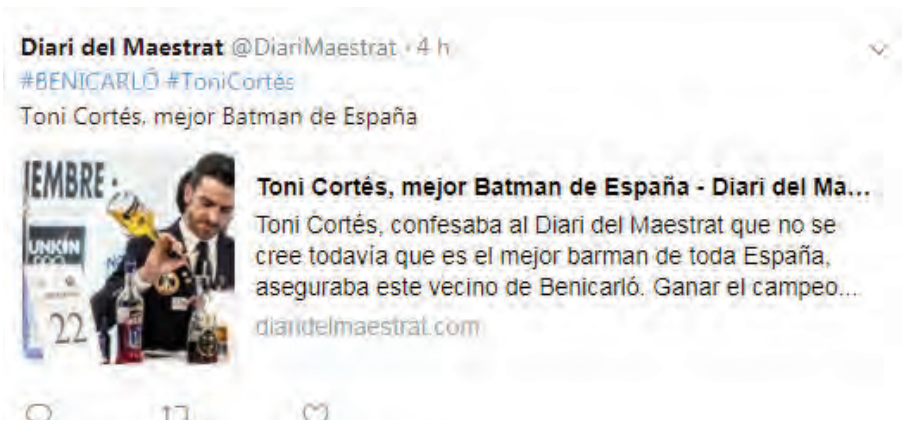 Diari del Maestrat @DiariMaestrat · 4 h
#BENICARLÓ #ToniCortés
Toni Cortés, mejor Batman de España
IEMBRE
UNKIN
22
Toni Cortés, mejor Batman de España - Diari del Ma...
Toni Cortés, confesaba al Diari del Maestrat que no se
cree todavía que es el mejor barman de toda España,
aseguraba este vecino de Benicarló. Ganar el campeo...
diaridelmaestrat.com